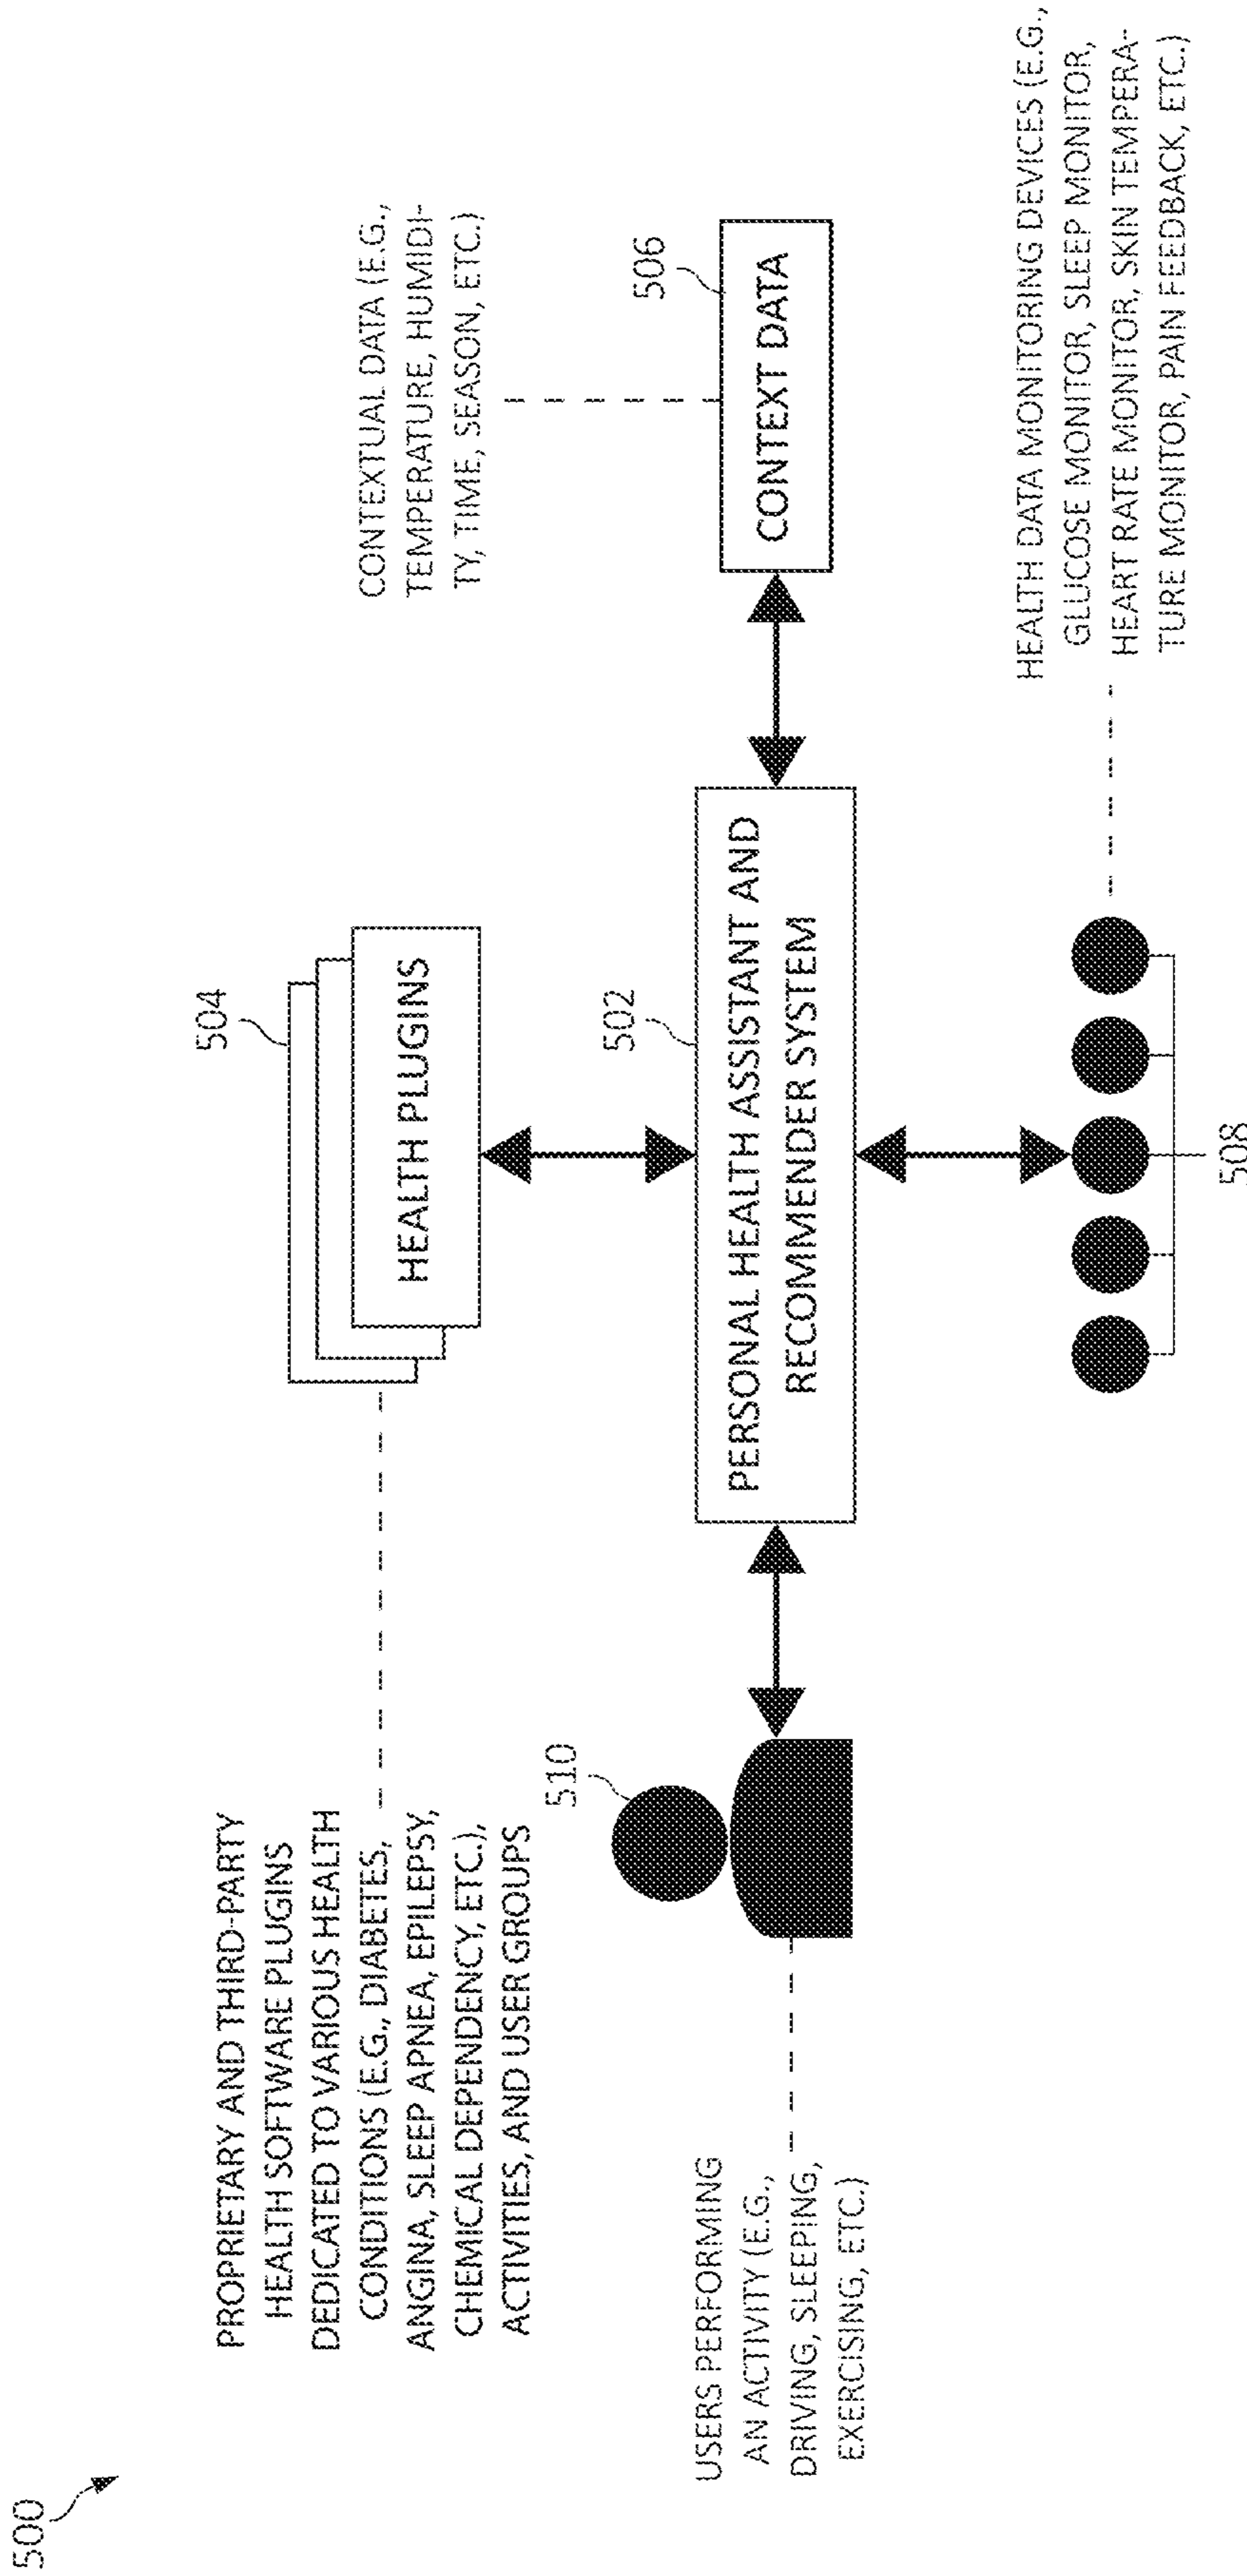 500
PROPRIETARY AND THIRD-PARTY
HEALTH SOFTWARE PLUGINS
DEDICATED TO VARIOUS HEALTH
CONDITIONS (E.G., DIABETES,
ANGINA, SLEEP APNEA, EPILEPSY,
CHEMICAL DEPENDENCY, ETC.),
ACTIVITIES, AND USER GROUPS
504
HEALTH PLUGINS
CONTEXTUAL DATA (E.G.,
TEMPERATURE, HUMIDI-
TY, TIME, SEASON, ETC.)
510
USERS PERFORMING
AN ACTIVITY (E.G.,
DRIVING, SLEEPING,
EXERCISING, ETC.)
502
PERSONAL HEALTH ASSISTANT AND
RECOMMENDER SYSTEM
506
CONTEXT DATA
508
HEALTH DATA MONITORING DEVICES (E.G.,
GLUCOSE MONITOR, SLEEP MONITOR,
HEART RATE MONITOR, SKIN TEMPERA-
TURE MONITOR, PAIN FEEDBACK, ETC.)